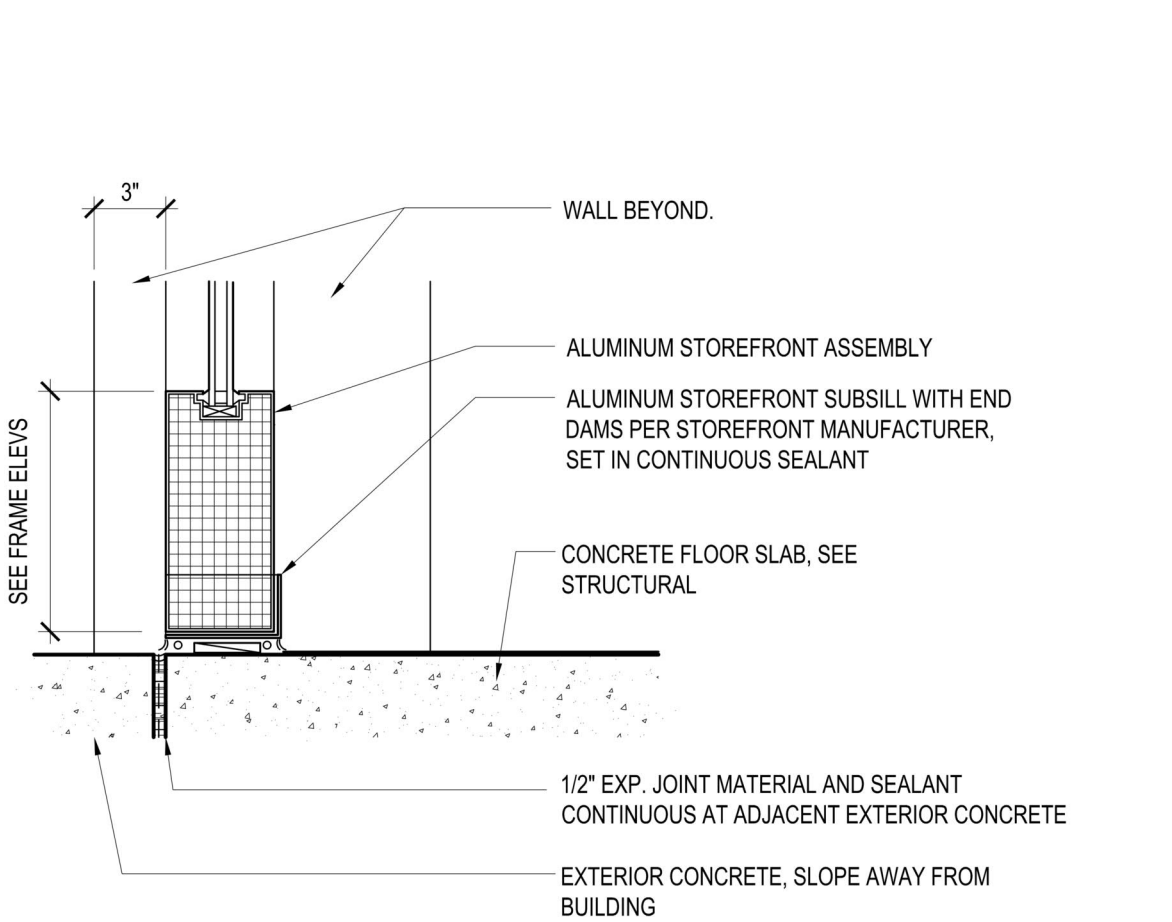 3"
WALL BEYOND.
ALUMINUM STOREFRONT ASSEMBLY
ALUMINUM STOREFRONT SUBSILL WITH END
DAMS PER STOREFRONT MANUFACTURER,
SET IN CONTINUOUS SEALANT
SEE FRAME ELEVS
CONCRETE FLOOR SLAB, SEE
STRUCTURAL
1/2" EXP. JOINT MATERIAL AND SEALANT
CONTINUOUS AT ADJACENT EXTERIOR CONCRETE
EXTERIOR CONCRETE, SLOPE AWAY FROM
BUILDING